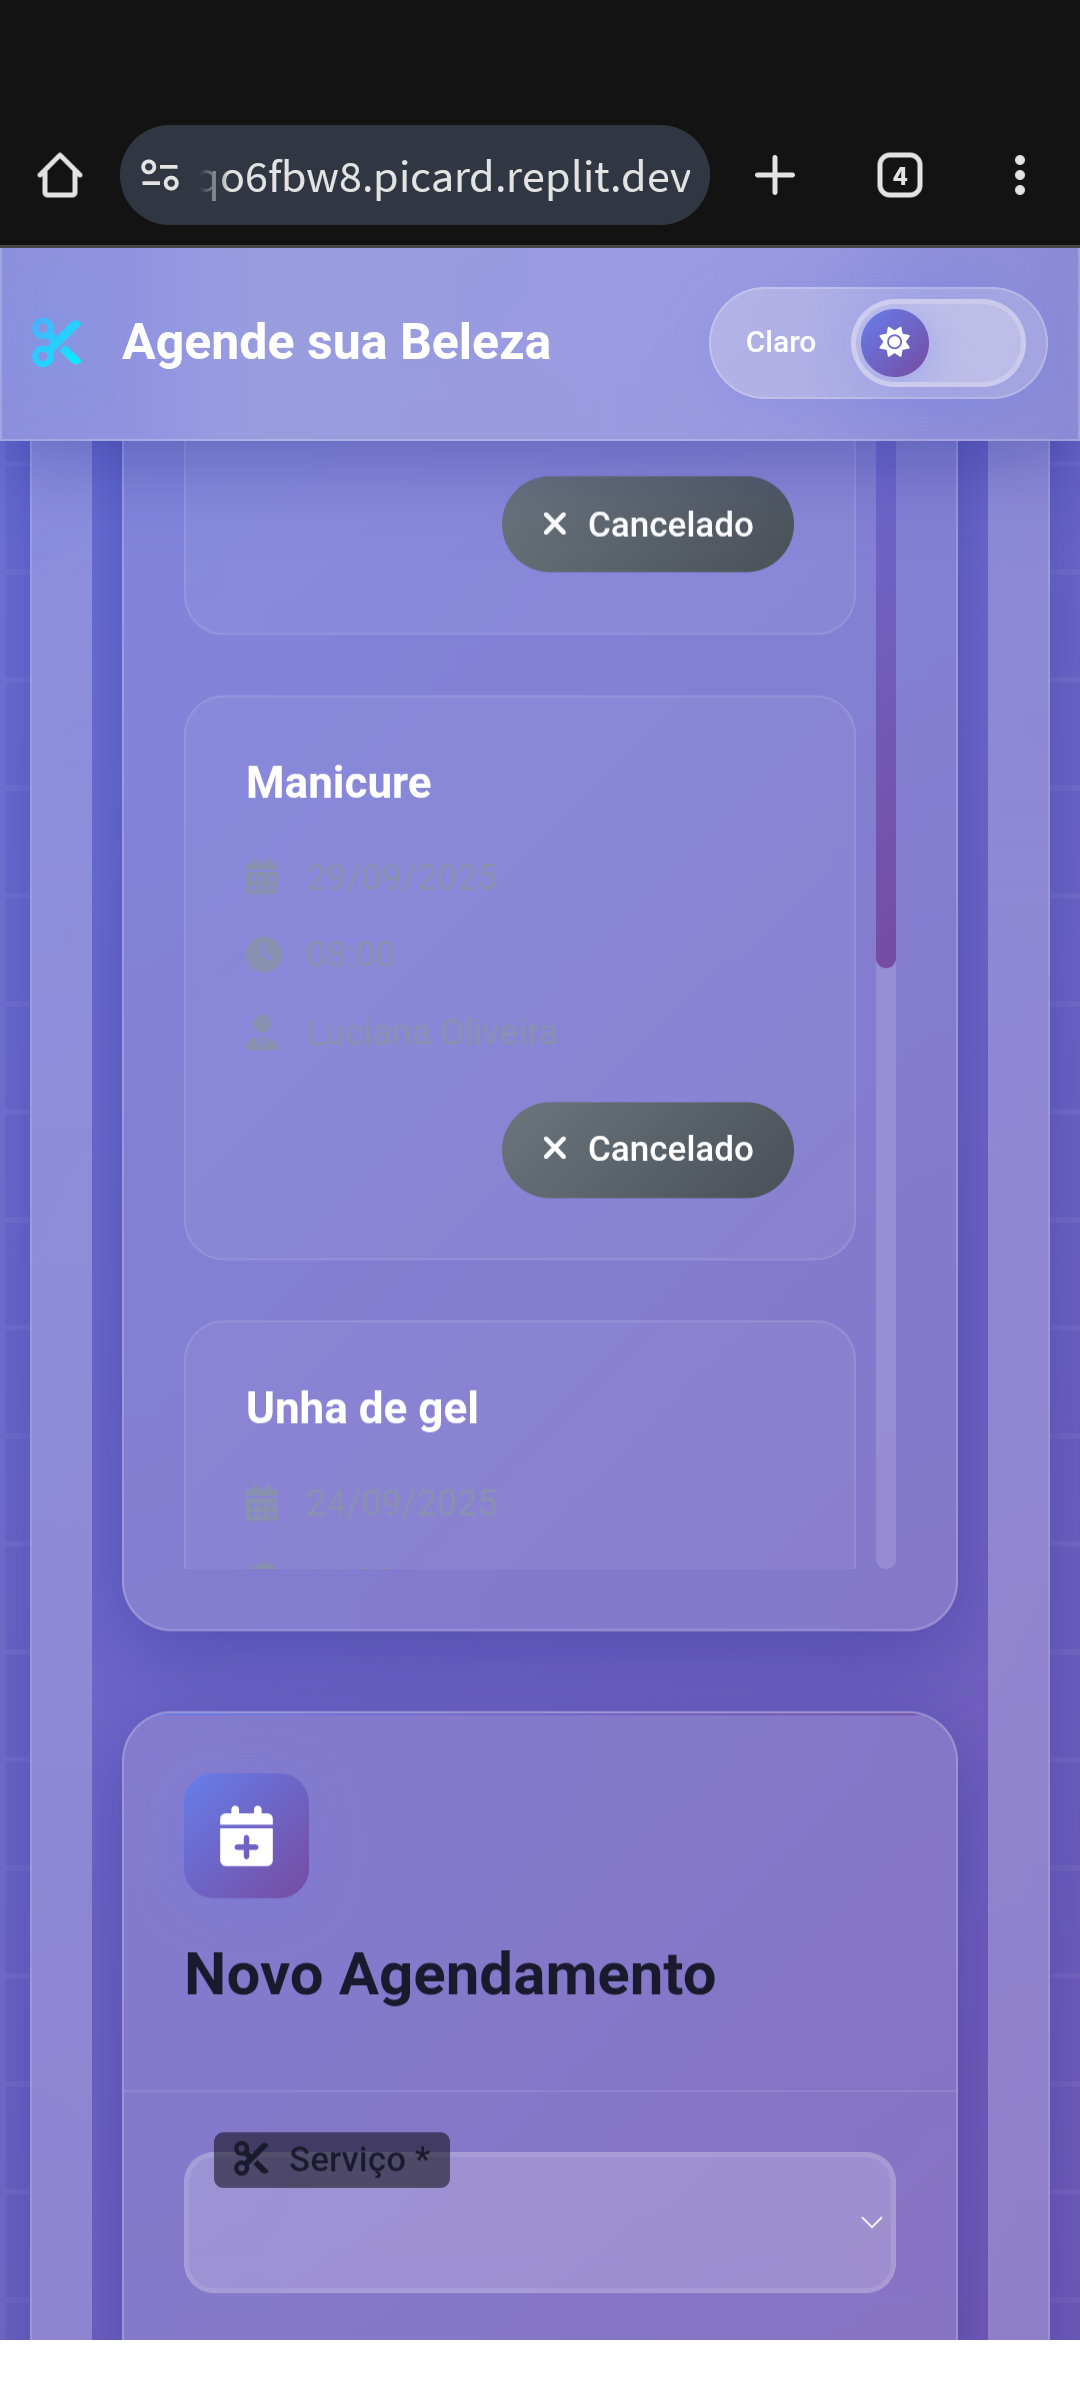 qo6fbw8.picard.replit.dev
4
Agende sua Beleza
Claro
Cancelado
Manicure
29/09/2025
08:00
Luciana Oliveira
Cancelado
Unha de gel
24/09/2025
Novo Agendamento
Serviço *